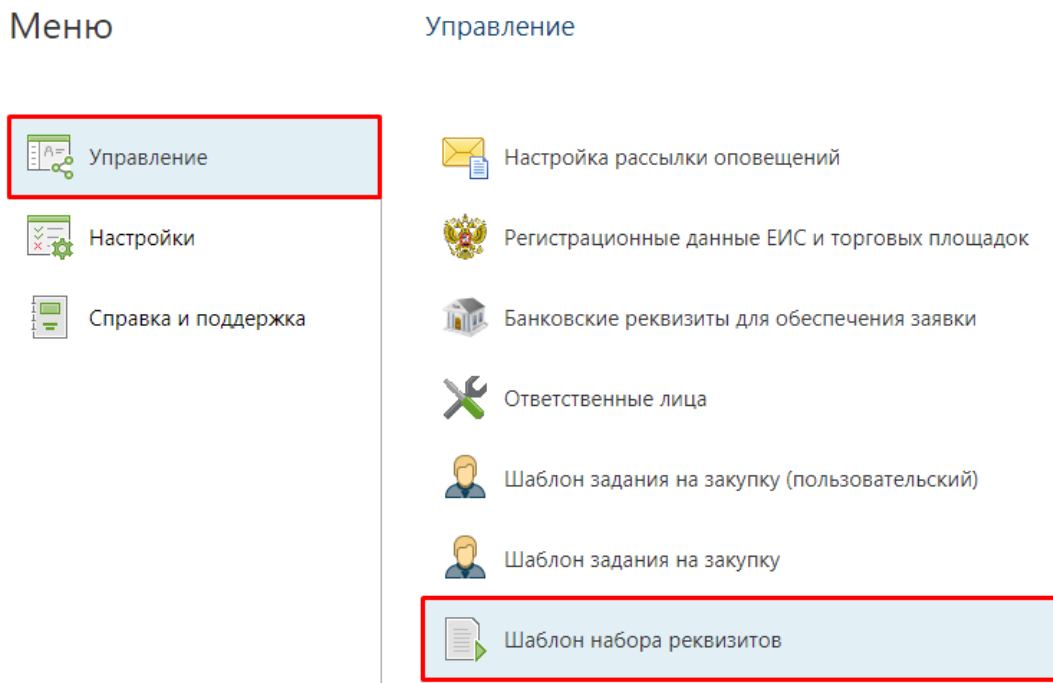 Меню
Управление
Управление
Настройки
Справка и поддержка
Настройка рассылки оповещений
Регистрационные данные ЕИС и торговых площадок
Банковские реквизиты для обеспечения заявки
Ответственные лица
Шаблон задания на закупку (пользовательский)
Шаблон задания на закупку
Шаблон набора реквизитов